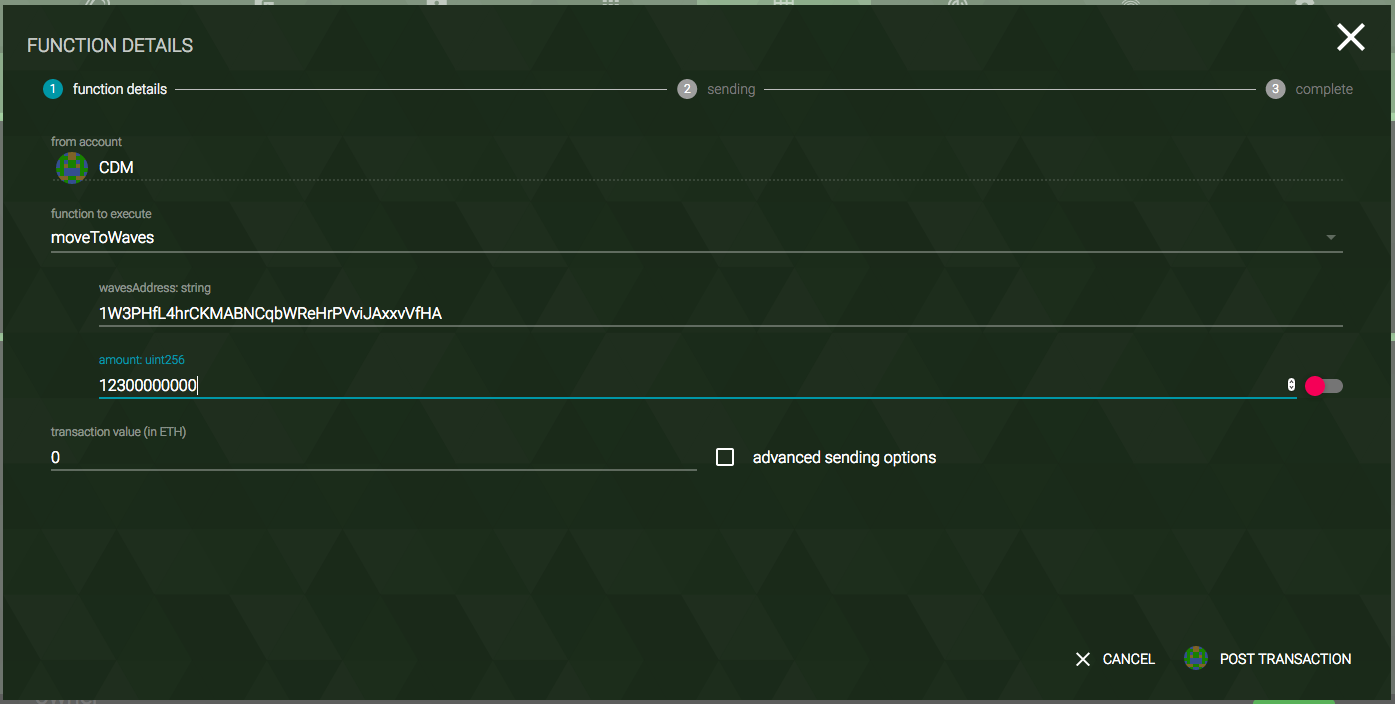 FUNCTION DETAILS
1 function details 2 sending 3 complete
from account
CDM
function to execute
moveToWaves
wavesAddress: string
1W3PHfL4hrCKMABNCqbWReHrPVviJAxxvVfHA
amount: uint256
12300000000
transaction value (in ETH)
0
advanced sending options
CANCEL POST TRANSACTION